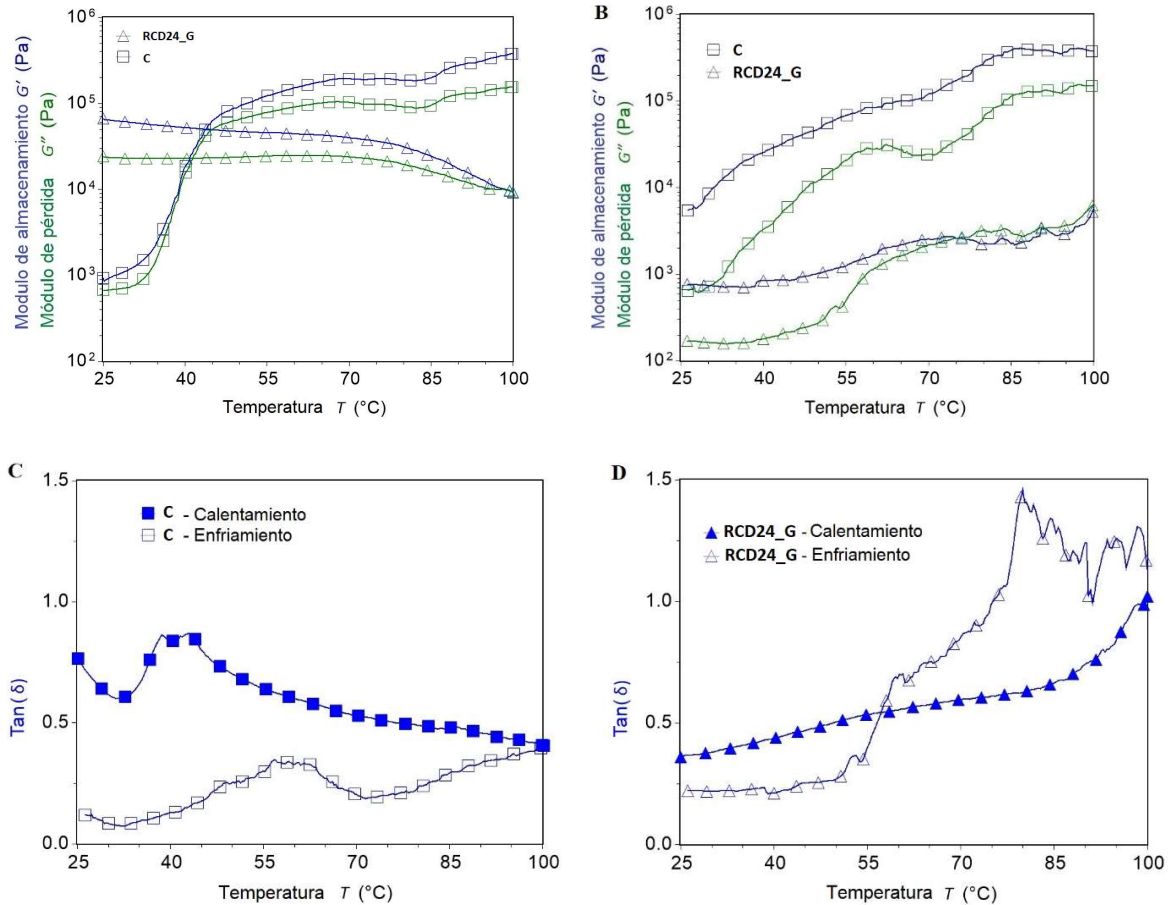 10⁶
10⁵
10⁴
10³
10²
Modulo de almacenamiento G' (Pa)
Módulo de pérdida G″ (Pa)
RCD24_G
C
25 40 55 70 85 100
Temperatura T (°C)
B
10⁶
10⁵
10⁴
10³
10²
Modulo de almacenamiento G' (Pa)
Módulo de pérdida G″ (Pa)
C
RCD24_G
25 40 55 70 85 100
Temperatura T (°C)
C
1.5
1.0
0.5
0.0
Tan(δ)
C - Calentamiento
C - Enfriamiento
25 40 55 70 85 100
Temperatura T (°C)
D
1.5
1.0
0.5
0.0
Tan(δ)
RCD24_G - Calentamiento
RCD24_G - Enfriamiento
25 40 55 70 85 100
Temperatura T (°C)